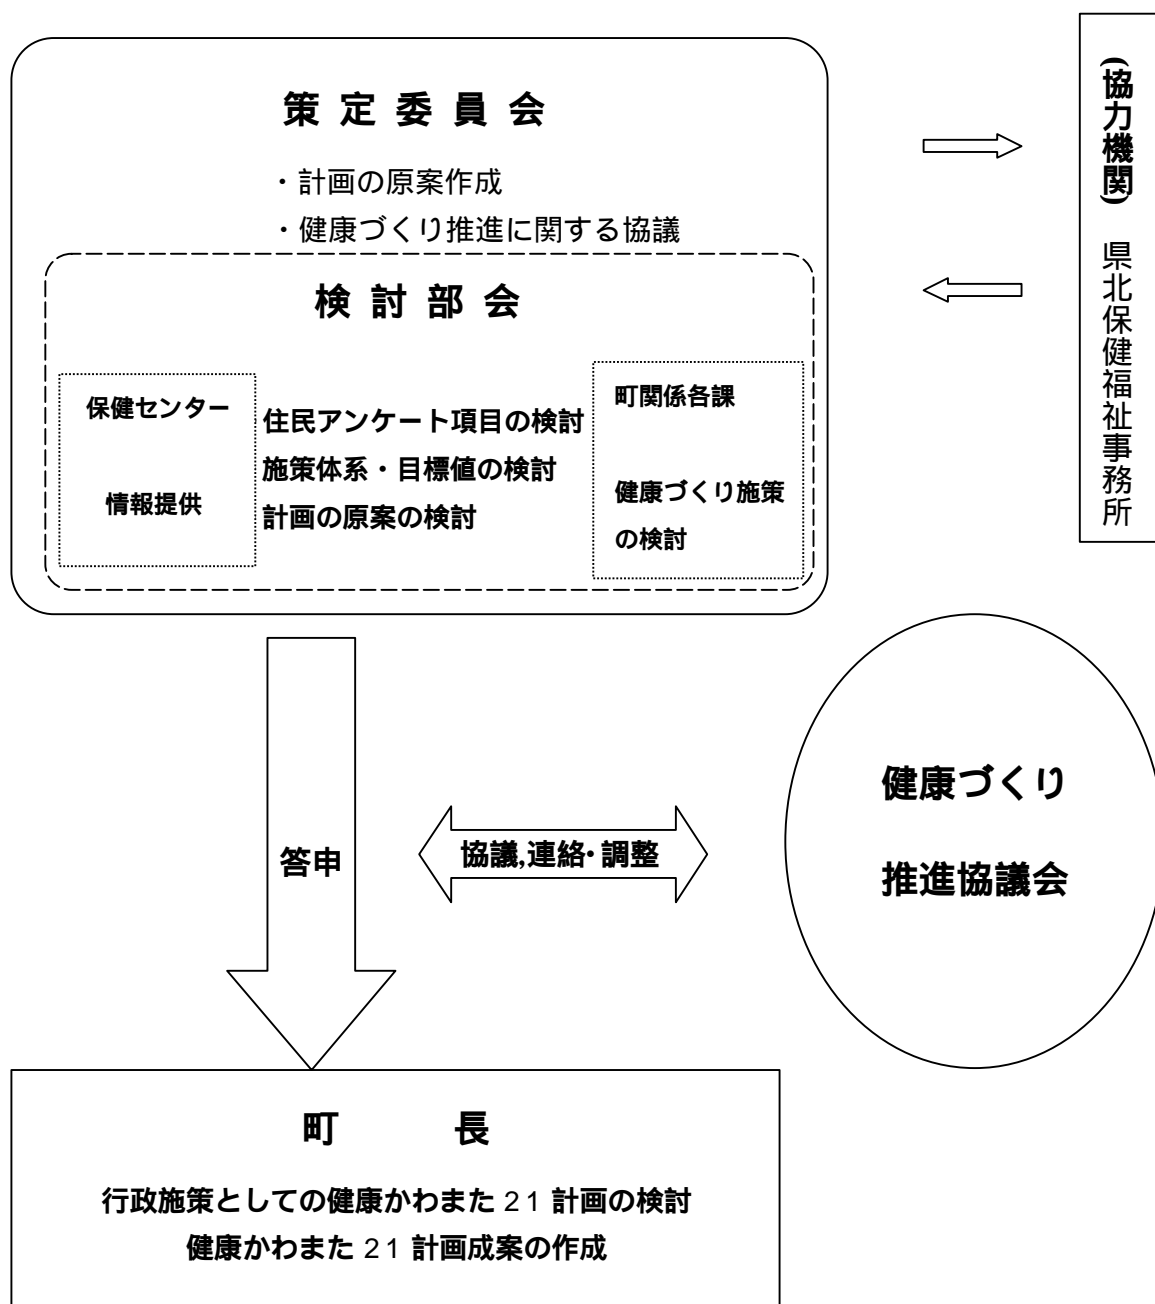 策定委員会
・計画の原案作成
・健康づくり推進に関する協議
検討部会
保健センター
情報提供
住民アンケート項目の検討
施策体系・目標値の検討
計画の原案の検討
町関係各課
健康づくり施策
の検討
(協力機関) 県北保健福祉事務所
答申
協議,連絡・調整
健康づくり
推進協議会
町 長
行政施策としての健康かわまた 21 計画の検討
健康かわまた 21 計画成案の作成